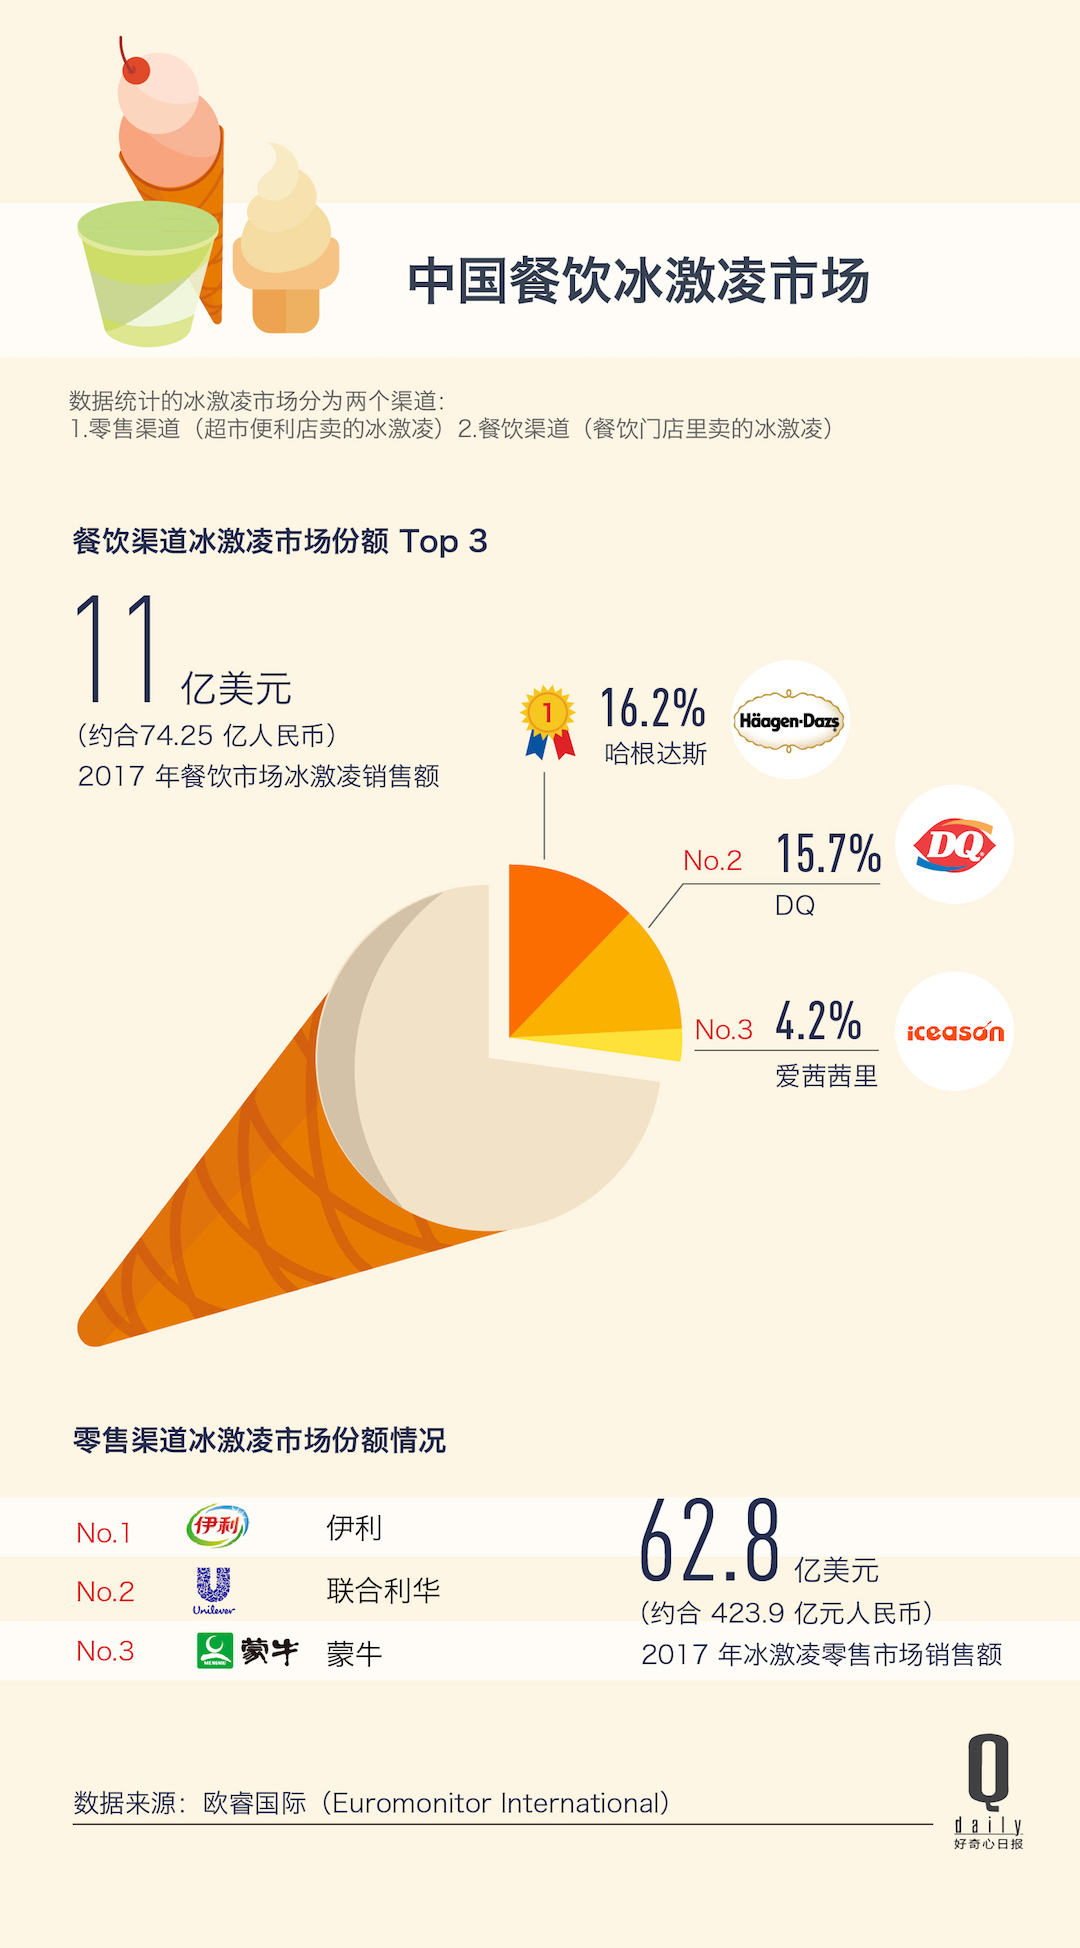 中国餐饮冰激凌市场
数据统计的冰激凌市场分为两个渠道：
1.零售渠道（超市便利店卖的冰激凌）2.餐饮渠道（餐饮门店里卖的冰激凌）
餐饮渠道冰激凌市场份额 Top 3
11 亿美元
（约合74.25 亿人民币）
2017 年餐饮市场冰激凌销售额
1
16.2%
哈根达斯
Häagen-Dazs
No.2
15.7%
DQ
DQ
No.3
4.2%
爱茜茜里
iceason
零售渠道冰激凌市场份额情况
No.1 伊利 伊利
No.2 Unilever 联合利华
No.3 MENGNIU 蒙牛 蒙牛
62.8 亿美元
（约合 423.9 亿元人民币）
2017 年冰激凌零售市场销售额
数据来源：欧睿国际（Euromonitor International）
Q
daily
好奇心日报